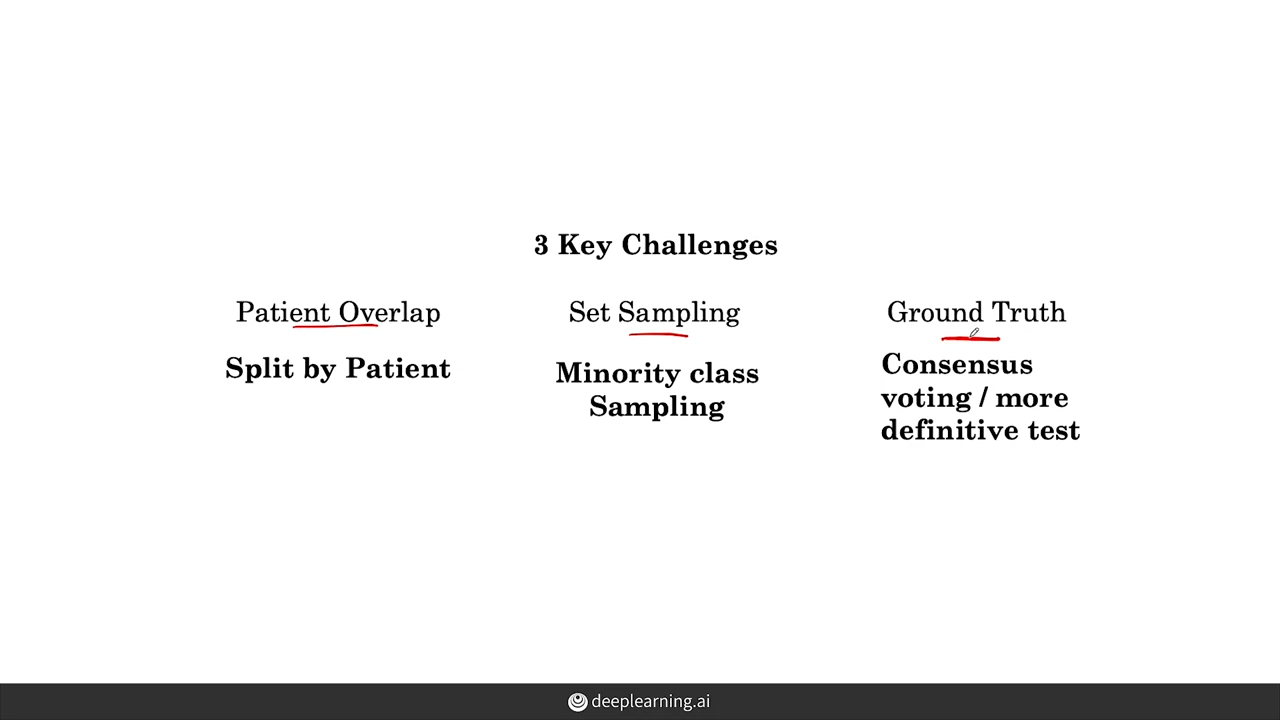 3 Key Challenges
Patient Overlap
Split by Patient
Set Sampling
Minority class
Sampling
Ground Truth
Consensus
voting / more
definitive test
deeplearning.ai